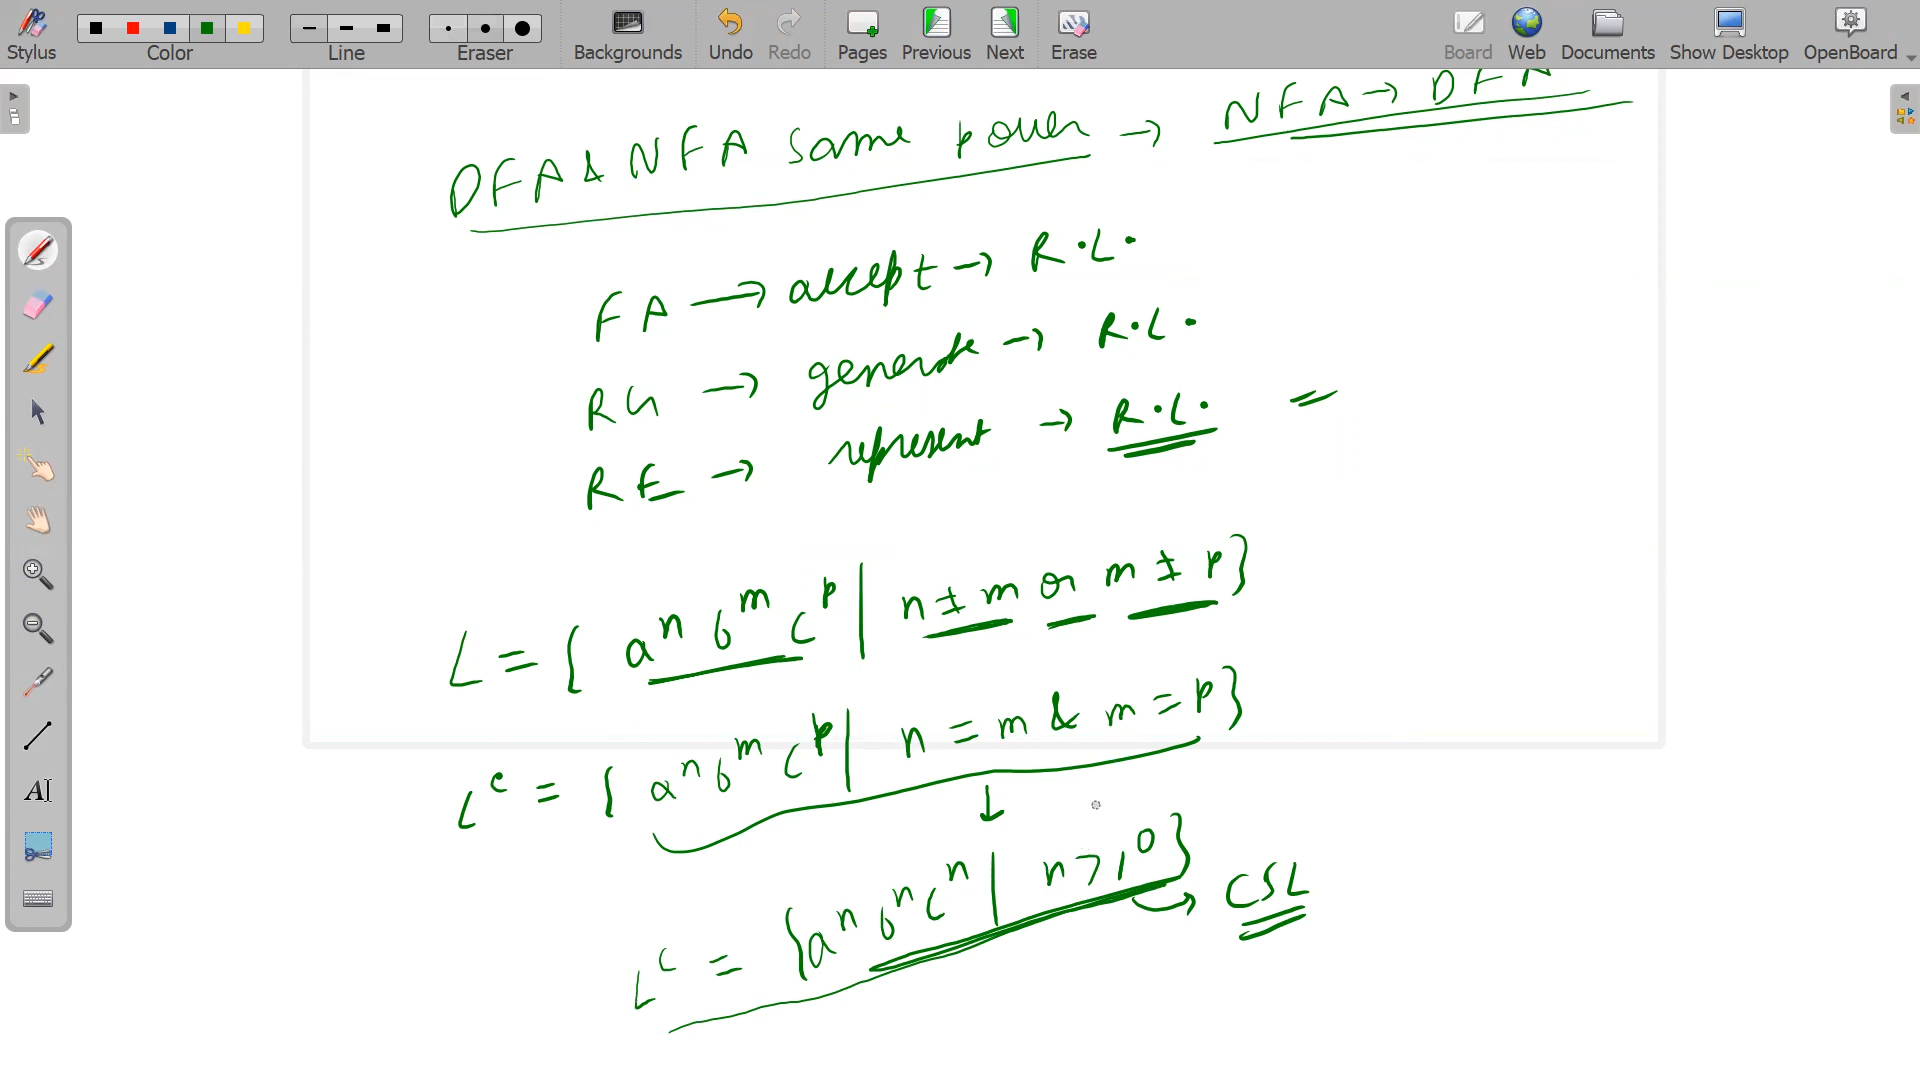 Stylus Color Line Eraser Backgrounds Undo Redo Pages Previous Next Erase Board Web Documents Show Desktop OpenBoard
DFA & NFA same power → NFA → DFA
FA → accept → R.L.
RG → generate → R.L.
RE → represent → R.L. =
L = { a^n b^m c^p | n ≠ m or m ≠ p}
L^c = { a^n b^m c^p | n = m & m = p}
↓
L^c = {a^n b^n c^n | n > 1 0} → CSL